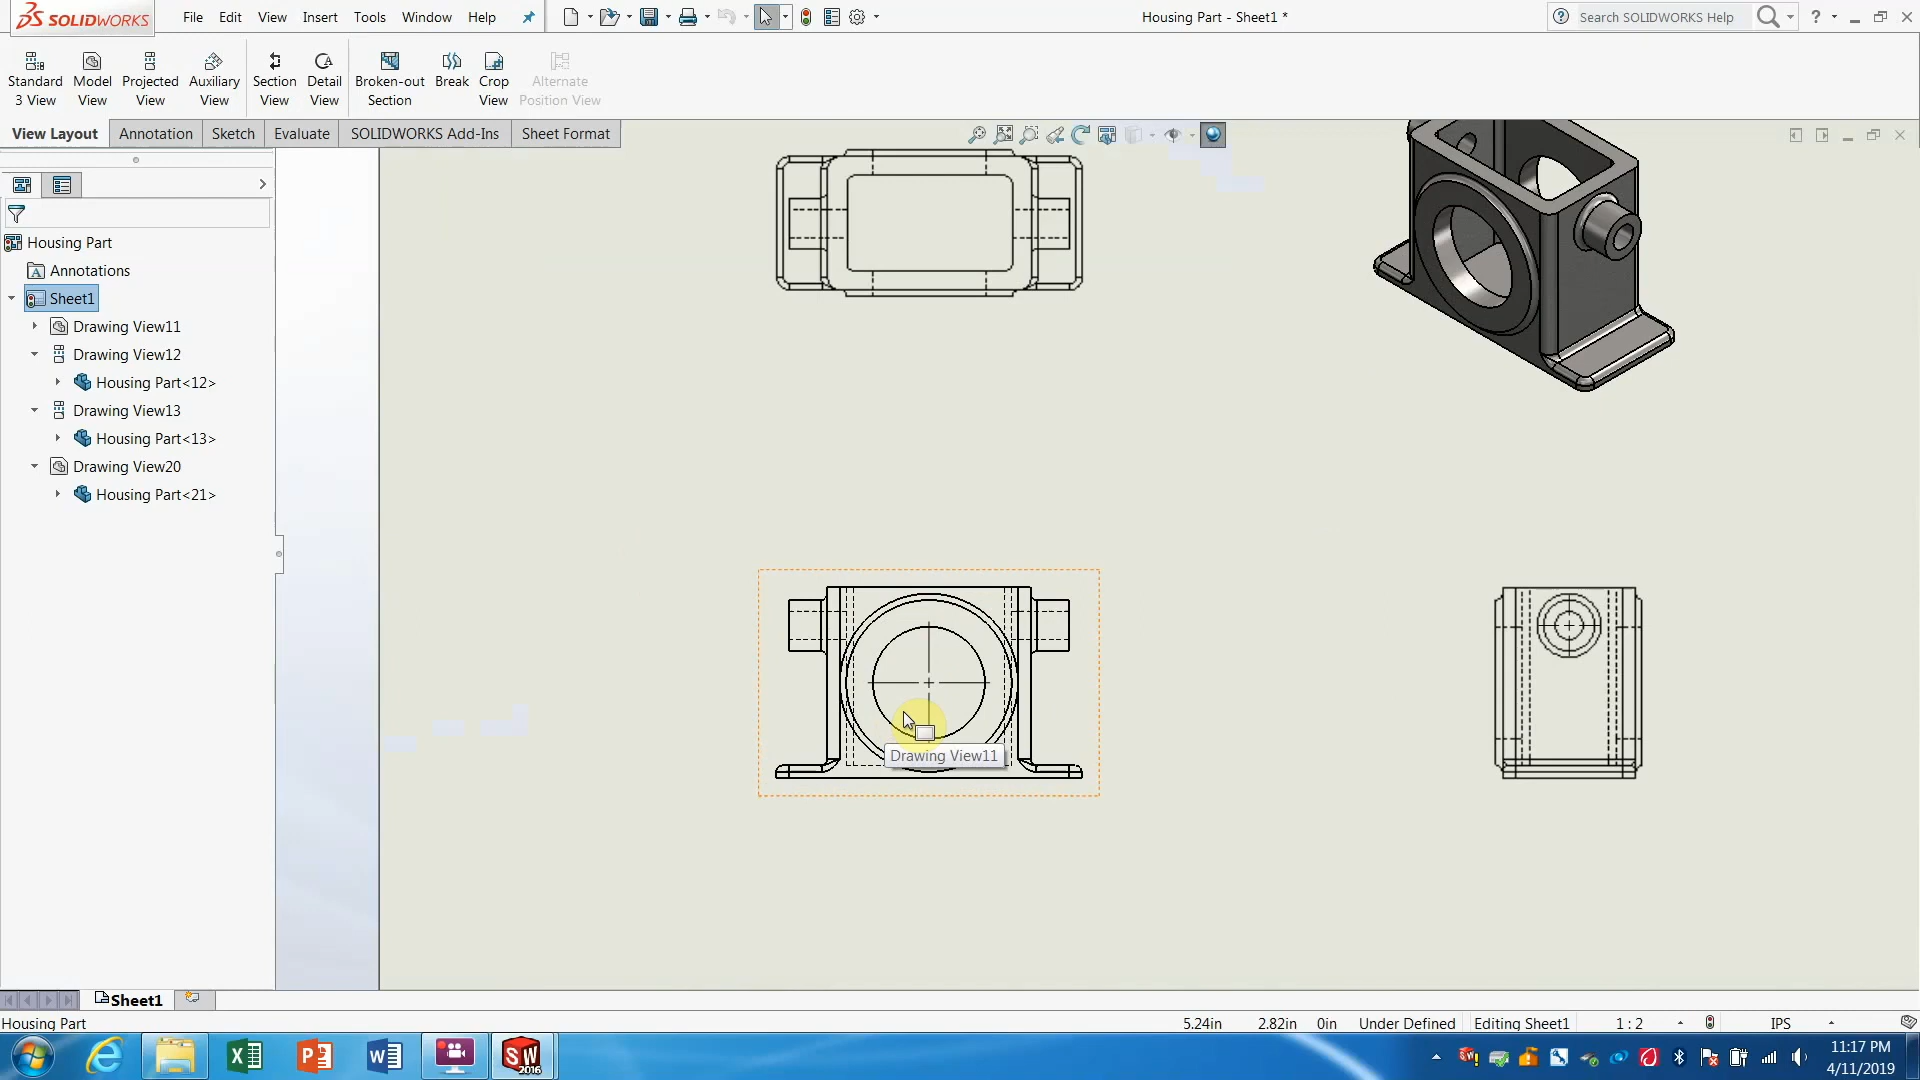 SOLIDWORKS
File Edit View Insert Tools Window Help
Housing Part - Sheet1 *
Search SOLIDWORKS Help
?
Standard 3 View
Model View
Projected View
Auxiliary View
Section View
Detail View
Broken-out Section
Break
Crop View
Alternate Position View
View Layout
Annotation
Sketch
Evaluate
SOLIDWORKS Add-Ins
Sheet Format
Housing Part
Annotations
Sheet1
Drawing View11
Drawing View12
Housing Part<12>
Drawing View13
Housing Part<13>
Drawing View20
Housing Part<21>
Drawing View11
Sheet1
Housing Part
5.24in 2.82in 0in Under Defined Editing Sheet1 1 : 2 IPS
SW 2016
11:17 PM
4/11/2019